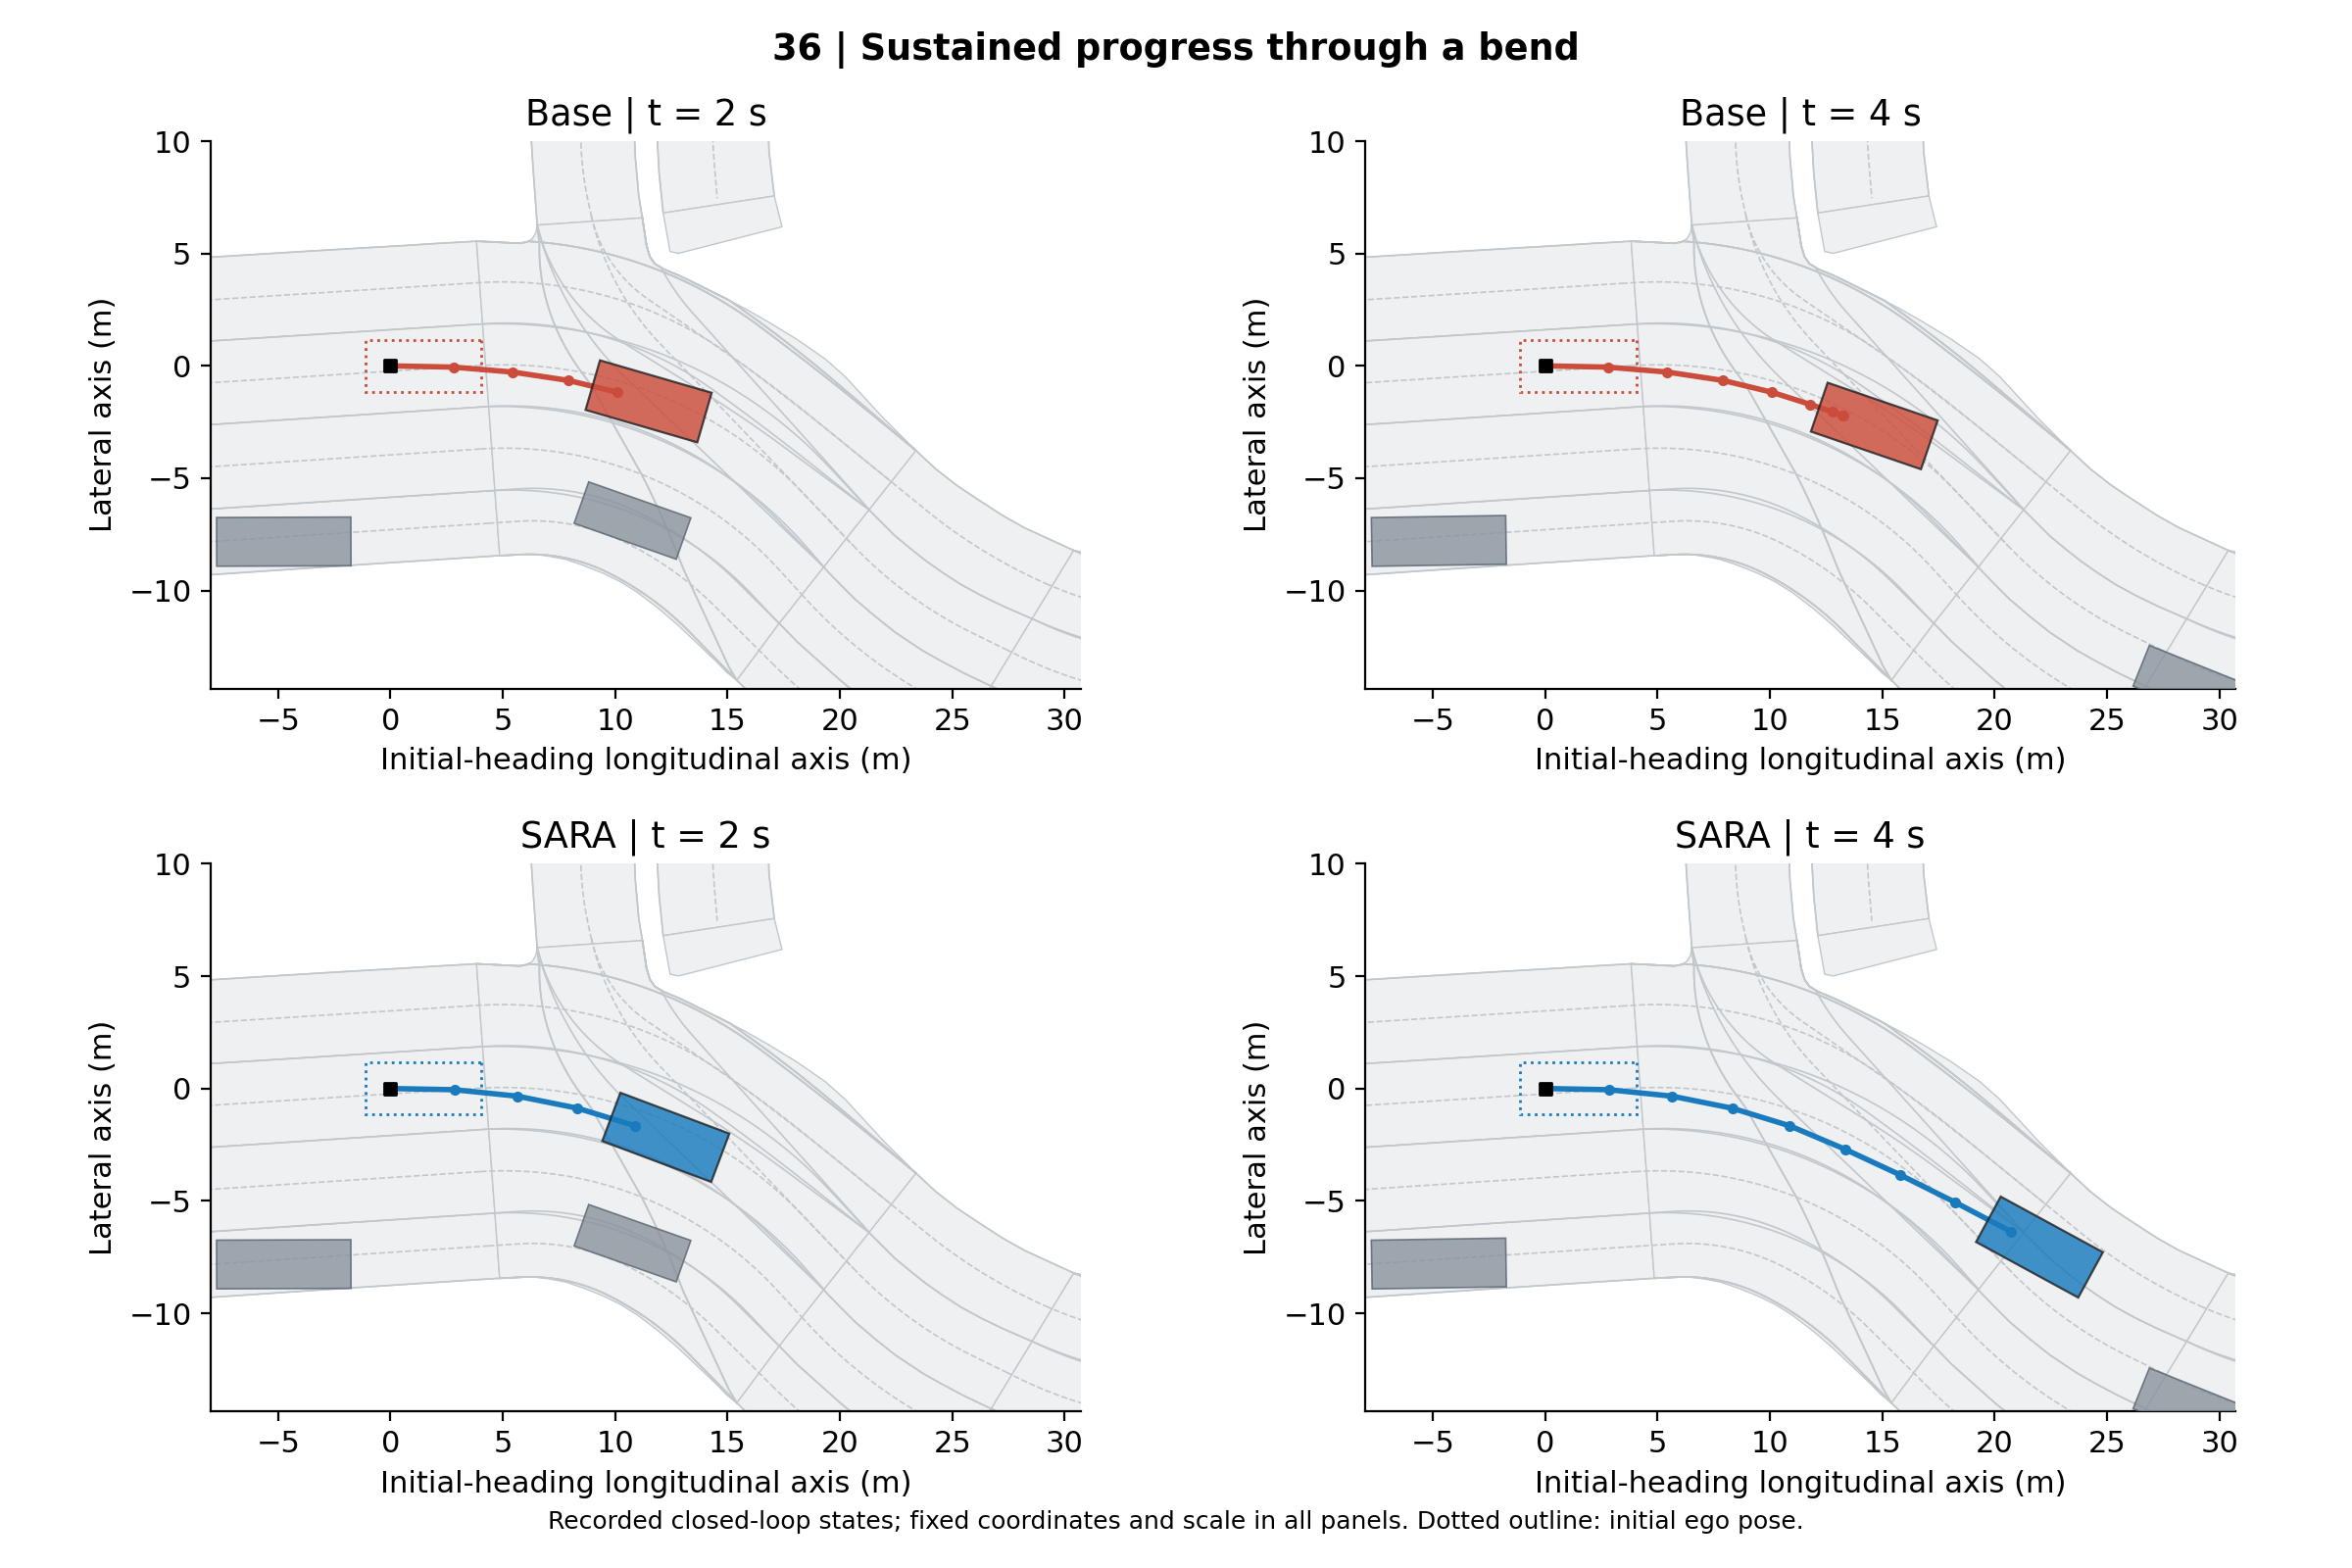 36 | Sustained progress through a bend
Base | t = 2 s
Base | t = 4 s
10
5
0
−5
−10
Lateral axis (m)
−5 0 5 10 15 20 25 30
Initial-heading longitudinal axis (m)
10
5
0
−5
−10
Lateral axis (m)
−5 0 5 10 15 20 25 30
Initial-heading longitudinal axis (m)
SARA | t = 2 s
SARA | t = 4 s
10
5
0
−5
−10
Lateral axis (m)
−5 0 5 10 15 20 25 30
Initial-heading longitudinal axis (m)
10
5
0
−5
−10
Lateral axis (m)
−5 0 5 10 15 20 25 30
Initial-heading longitudinal axis (m)
Recorded closed-loop states; fixed coordinates and scale in all panels. Dotted outline: initial ego pose.